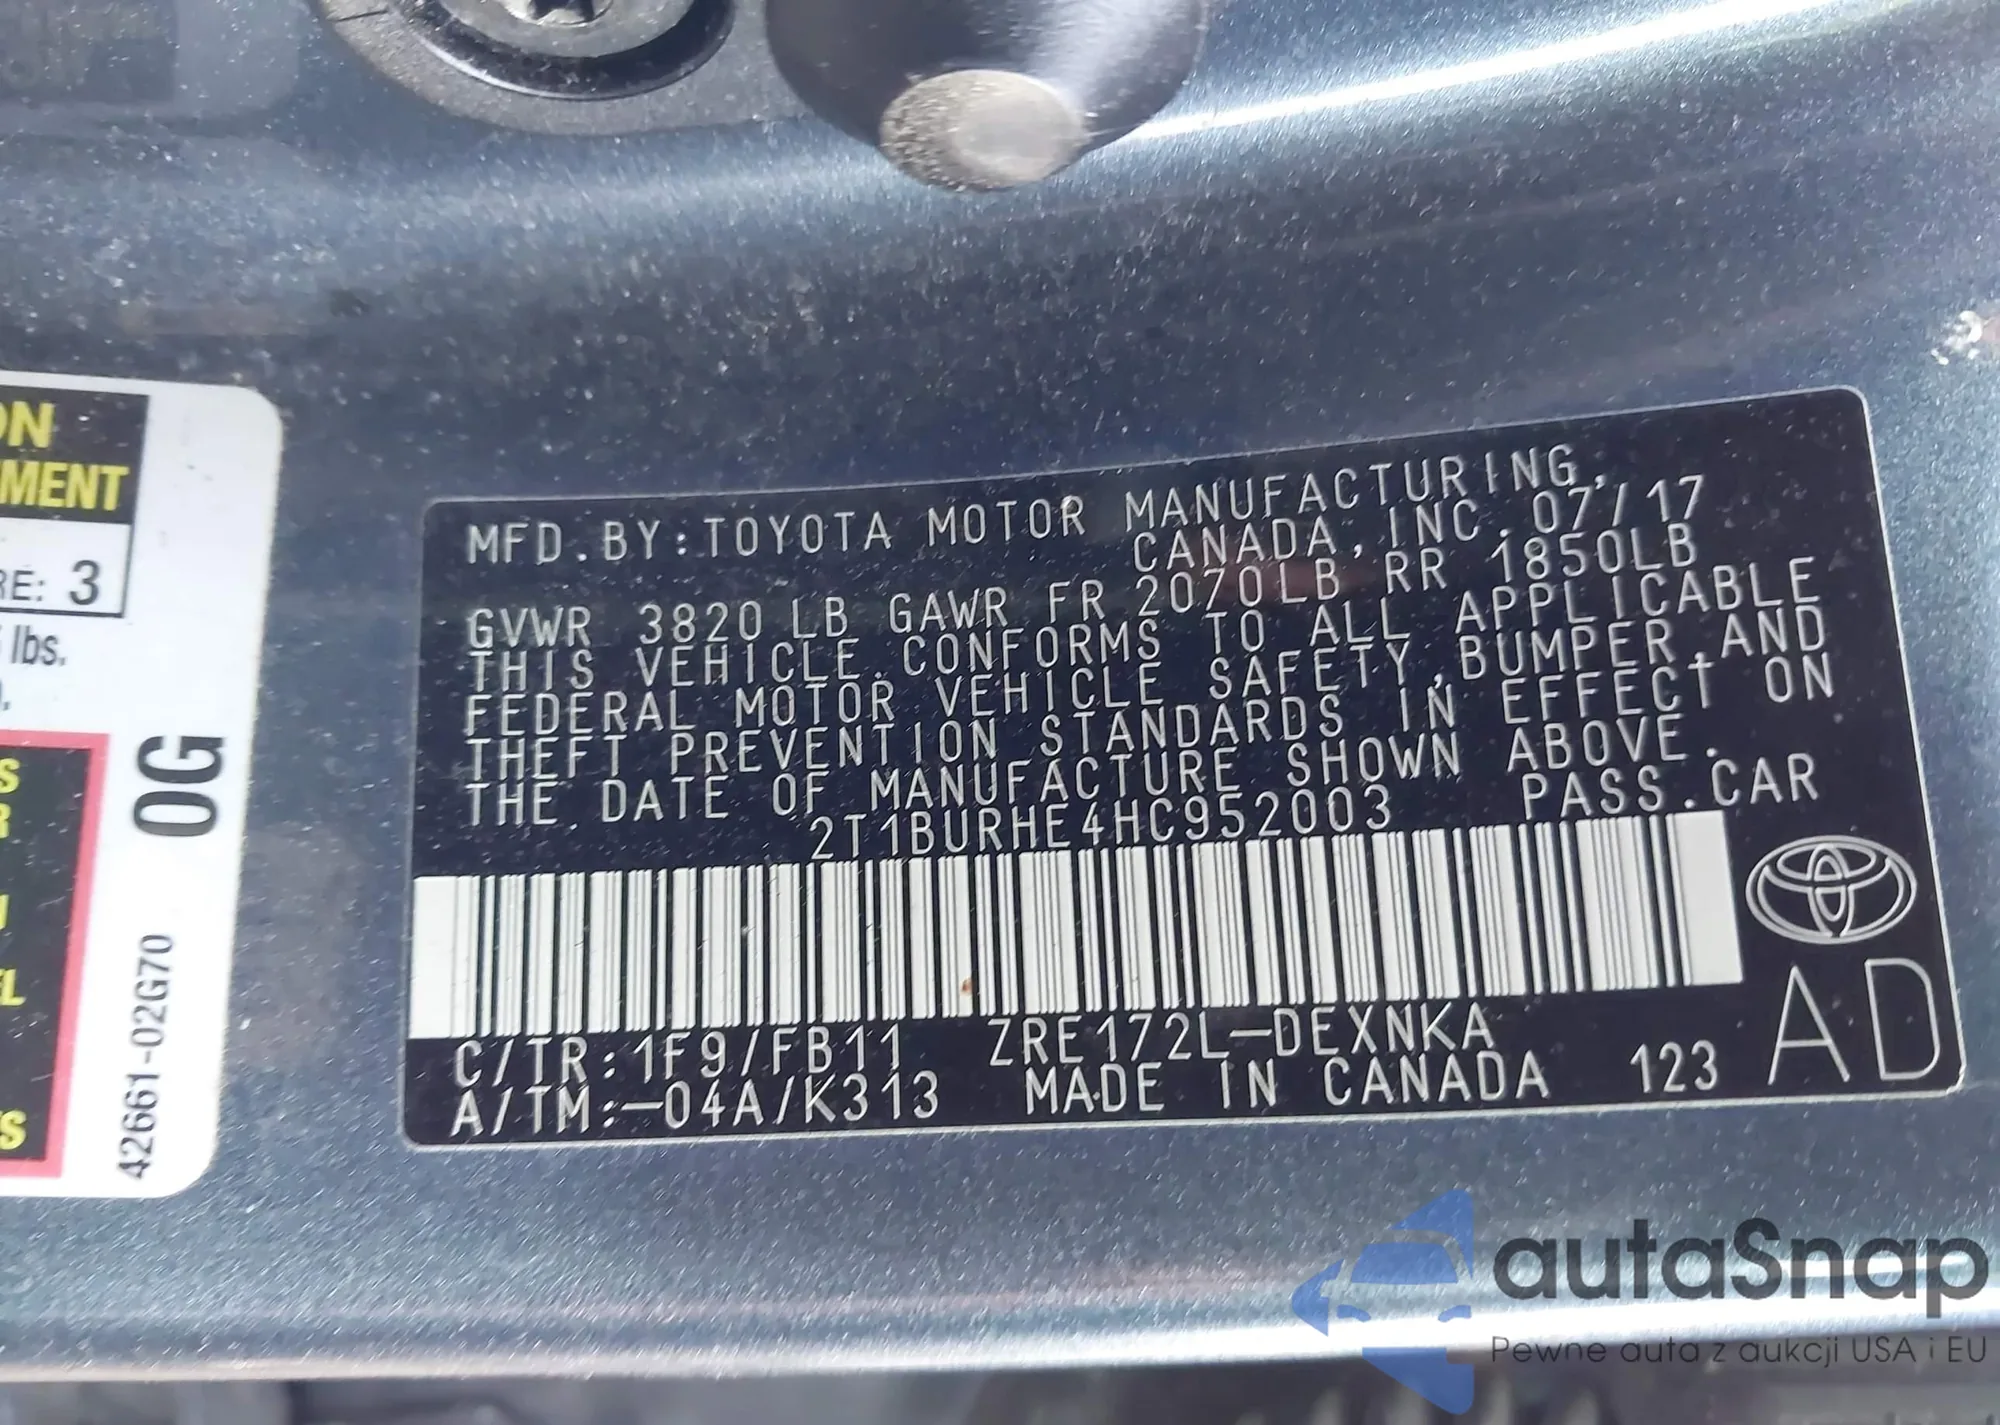 ON
MENT
RE: 3
lbs.
0G
42661-02G70
MFD.BY:TOYOTA MOTOR MANUFACTURING,
CANADA, INC. 07/17
GVWR 3820 LB GAWR FR 2070LB RR 1850LB
THIS VEHICLE CONFORMS TO ALL APPLICABLE
FEDERAL MOTOR VEHICLE SAFETY,BUMPER,AND
THEFT PREVENTION STANDARDS IN EFFECT ON
THE DATE OF MANUFACTURE SHOWN ABOVE.
2T1BURHE4HC952003 PASS.CAR
C/TR:1F9/FB11 ZRE172L-DEXNKA
A/TM:-04A/K313 MADE IN CANADA 123
AD
autaSnap
Pewne auta z aukcji USA i EU